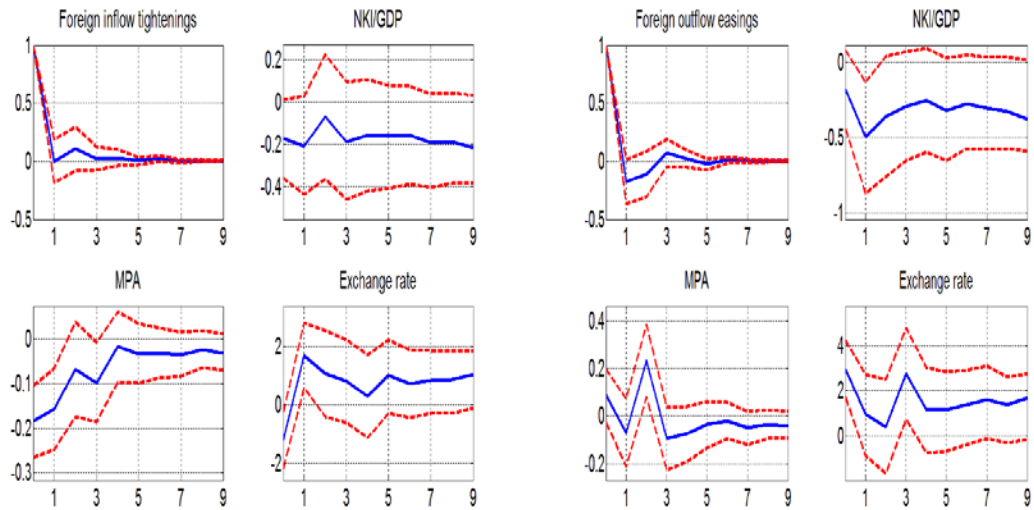 Foreign inflow tightenings NKI/GDP Foreign outflow easings NKI/GDP
1 0.2 1 0
0.5 0 0.5 -0.5
0 -0.2 0
-0.5 -0.4 -0.5 -1
1 3 5 7 9 1 3 5 7 9 1 3 5 7 9 1 3 5 7 9
MPA Exchange rate MPA Exchange rate
0 2 0.4 4
-0.1 0 0.2 2
-0.2 -2 0 0
-0.3 -0.2
1 3 5 7 9 1 3 5 7 9 1 3 5 7 9 1 3 5 7 9